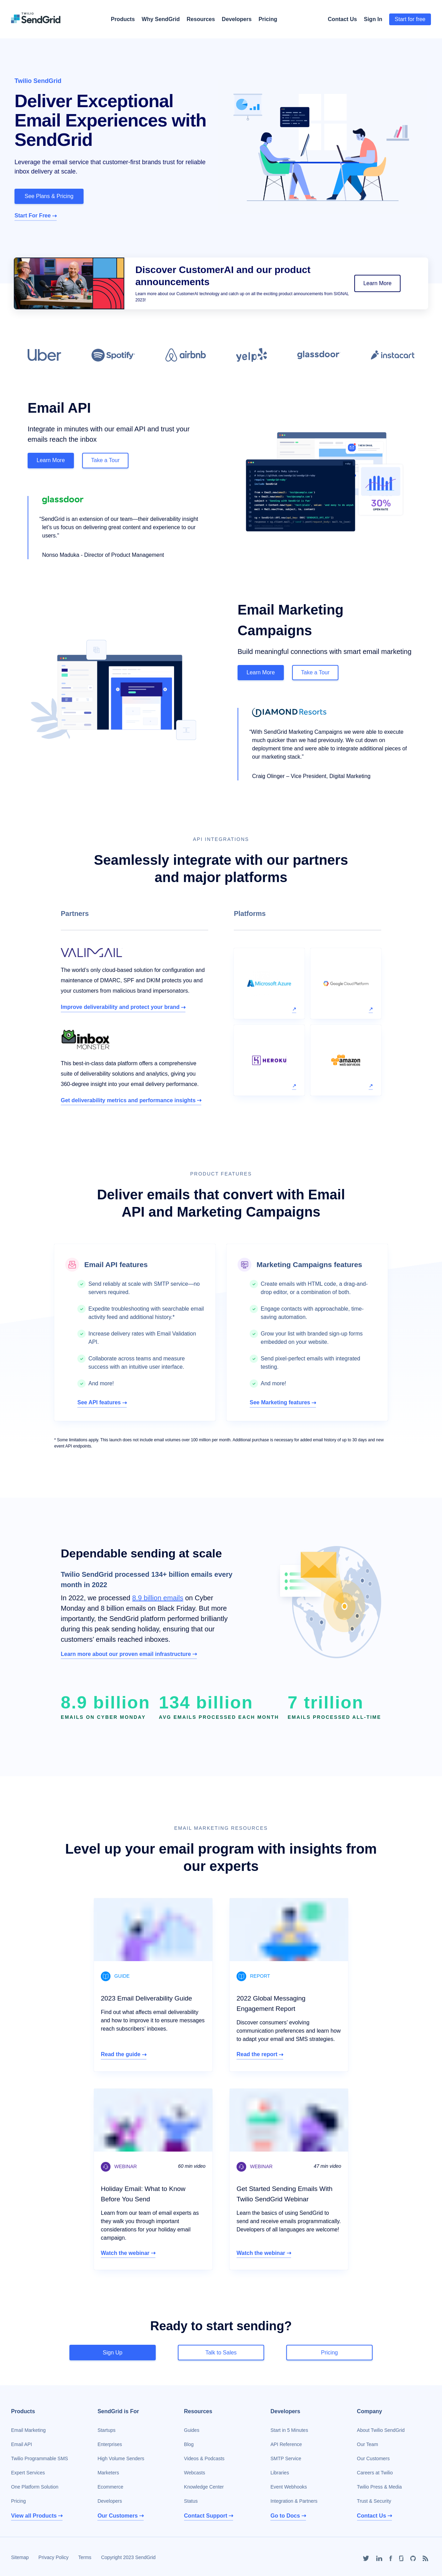 TWILIO
SendGrid
Products Why SendGrid Resources Developers Pricing
Contact Us Sign In Start for free
Twilio SendGrid
Deliver Exceptional
Email Experiences with
SendGrid
Leverage the email service that customer-first brands trust for reliable
inbox delivery at scale.
See Plans & Pricing
Start For Free →
Discover CustomerAI and our product
announcements
Learn more about our CustomerAI technology and catch up on all the exciting product announcements from SIGNAL
2023!
Learn More
Uber Spotify airbnb yelp glassdoor instacart
Email API
Integrate in minutes with our email API and trust your
emails reach the inbox
Learn More Take a Tour
30%
OPEN RATE
glassdoor
"SendGrid is an extension of our team—their deliverability insight
let's us focus on delivering great content and experience to our
users."
Nonso Maduka - Director of Product Management
Email Marketing
Campaigns
Build meaningful connections with smart email marketing
Learn More Take a Tour
DIAMOND Resorts
"With SendGrid Marketing Campaigns we were able to execute
much quicker than we had previously. We cut down on
deployment time and were able to integrate additional pieces of
our marketing stack."
Craig Olinger – Vice President, Digital Marketing
API INTEGRATIONS
Seamlessly integrate with our partners
and major platforms
Partners
VALIMAIL
The world's only cloud-based solution for configuration and
maintenance of DMARC, SPF and DKIM protects you and
your customers from malicious brand impersonators.
Improve deliverability and protect your brand →
inbox
MONSTER
This best-in-class data platform offers a comprehensive
suite of deliverability solutions and analytics, giving you
360-degree insight into your email delivery performance.
Get deliverability metrics and performance insights →
Platforms
Microsoft Azure
Google Cloud Platform
HEROKU
amazon
web services
PRODUCT FEATURES
Deliver emails that convert with Email
API and Marketing Campaigns
Email API features
Send reliably at scale with SMTP service—no
servers required.
Expedite troubleshooting with searchable email
activity feed and additional history.*
Increase delivery rates with Email Validation
API.
Collaborate across teams and measure
success with an intuitive user interface.
And more!
See API features →
Marketing Campaigns features
Create emails with HTML code, a drag-and-
drop editor, or a combination of both.
Engage contacts with approachable, time-
saving automation.
Grow your list with branded sign-up forms
embedded on your website.
Send pixel-perfect emails with integrated
testing.
And more!
See Marketing features →
* Some limitations apply. This launch does not include email volumes over 100 million per month. Additional purchase is necessary for added email history of up to 30 days and new
event API endpoints.
Dependable sending at scale
Twilio SendGrid processed 134+ billion emails every
month in 2022
In 2022, we processed 8.9 billion emails on Cyber
Monday and 8 billion emails on Black Friday. But more
importantly, the SendGrid platform performed brilliantly
during this peak sending holiday, ensuring that our
customers' emails reached inboxes.
Learn more about our proven email infrastructure →
8.9 billion
EMAILS ON CYBER MONDAY
134 billion
AVG EMAILS PROCESSED EACH MONTH
7 trillion
EMAILS PROCESSED ALL-TIME
EMAIL MARKETING RESOURCES
Level up your email program with insights from
our experts
GUIDE
2023 Email Deliverability Guide
Find out what affects email deliverability
and how to improve it to ensure messages
reach subscribers' inboxes.
Read the guide →
REPORT
2022 Global Messaging
Engagement Report
Discover consumers' evolving
communication preferences and learn how
to adapt your email and SMS strategies.
Read the report →
WEBINAR 60 min video
Holiday Email: What to Know
Before You Send
Learn from our team of email experts as
they walk you through important
considerations for your holiday email
campaign.
Watch the webinar →
WEBINAR 47 min video
Get Started Sending Emails With
Twilio SendGrid Webinar
Learn the basics of using SendGrid to
send and receive emails programmatically.
Developers of all languages are welcome!
Watch the webinar →
Ready to start sending?
Sign Up Talk to Sales Pricing
Products
Email Marketing
Email API
Twilio Programmable SMS
Expert Services
One Platform Solution
Pricing
View all Products →
SendGrid is For
Startups
Enterprises
High Volume Senders
Marketers
Ecommerce
Developers
Our Customers →
Resources
Guides
Blog
Videos & Podcasts
Webcasts
Knowledge Center
Status
Contact Support →
Developers
Start in 5 Minutes
API Reference
SMTP Service
Libraries
Event Webhooks
Integration & Partners
Go to Docs →
Company
About Twilio SendGrid
Our Team
Our Customers
Careers at Twilio
Twilio Press & Media
Trust & Security
Contact Us →
Sitemap Privacy Policy Terms Copyright 2023 SendGrid